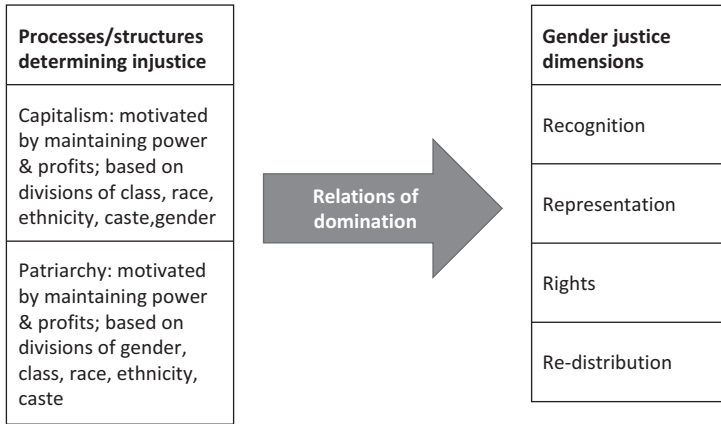 Processes/structures
determining injustice
Capitalism: motivated
by maintaining power
& profits; based on
divisions of class, race,
ethnicity, caste,gender
Patriarchy: motivated
by maintaining power
& profits; based on
divisions of gender,
class, race, ethnicity,
caste
Relations of
domination
Gender justice
dimensions
Recognition
Representation
Rights
Re-distribution